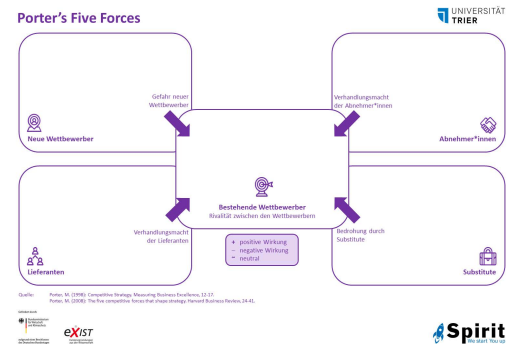 Porter's Five Forces
UNIVERSITÄT
TRIER
Gefahr neuer
Wettbewerber
Verhandlungsmacht
der Abnehmer*innen
Neue Wettbewerber
Abnehmer*innen
Bestehende Wettbewerber
Rivalität zwischen den Wettbewerbern
Verhandlungsmacht
der Lieferanten
Bedrohung durch
Substitute
+ positive Wirkung
− negative Wirkung
~ neutral
Lieferanten
Substitute
Quelle: Porter, M. (1998): Competitive Strategy. Measuring Business Excellence, 12-17.
Porter, M. (2008): The five competitive forces that shape strategy. Harvard Business Review, 24-41.
eXIST
Spirit
We start You up